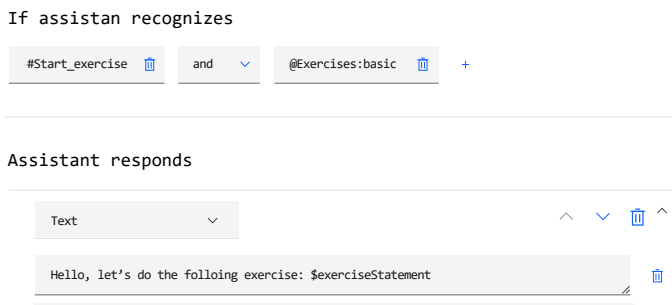 If assistan recognizes
#Start_exercise and @Exercises:basic +
Assistant responds
Text
Hello, let’s do the folloing exercise: $exerciseStatement